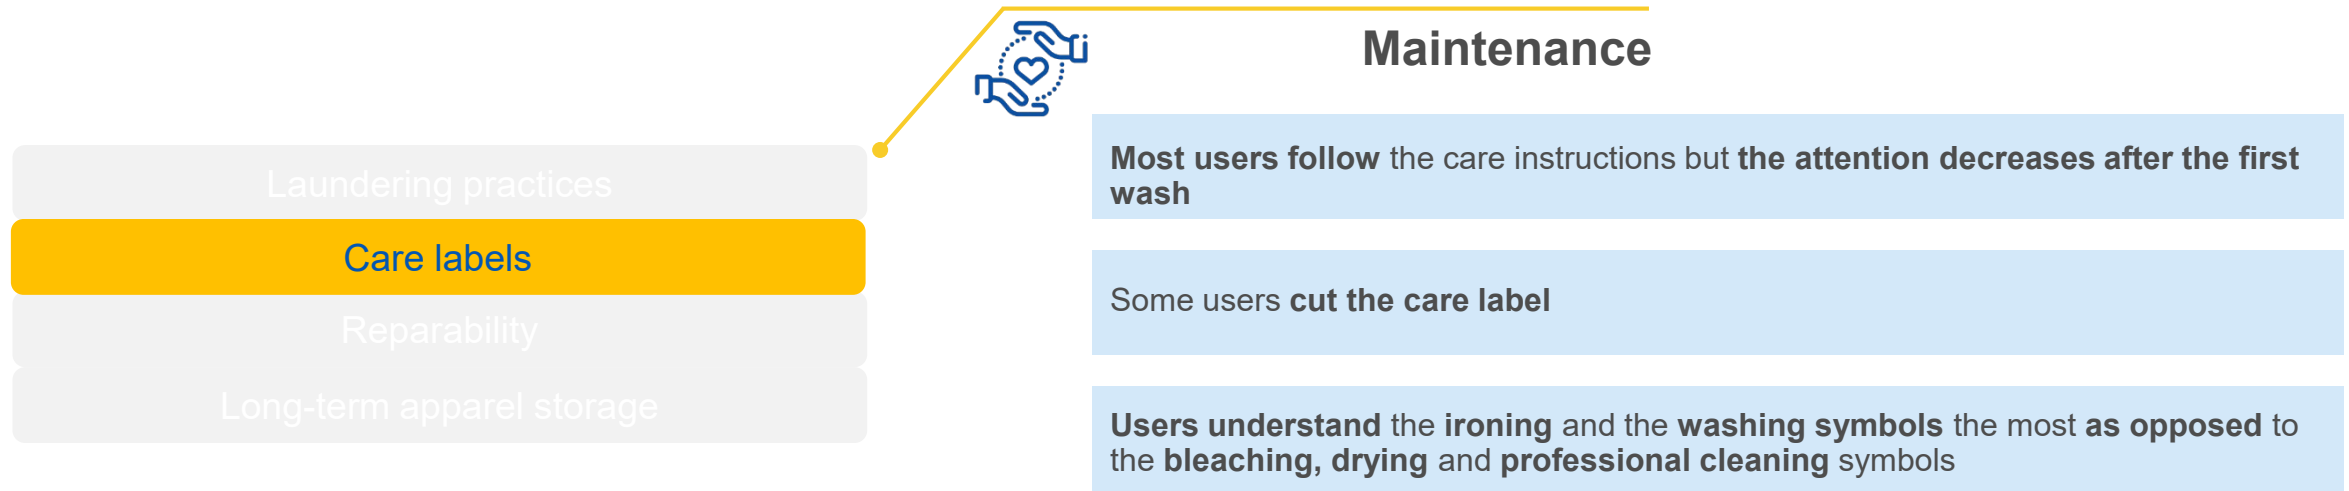 Maintenance
Laundering practices
Care labels
Reparability
Long-term apparel storage
Most users follow the care instructions but the attention decreases after the first
wash
Some users cut the care label
Users understand the ironing and the washing symbols the most as opposed to
the bleaching, drying and professional cleaning symbols